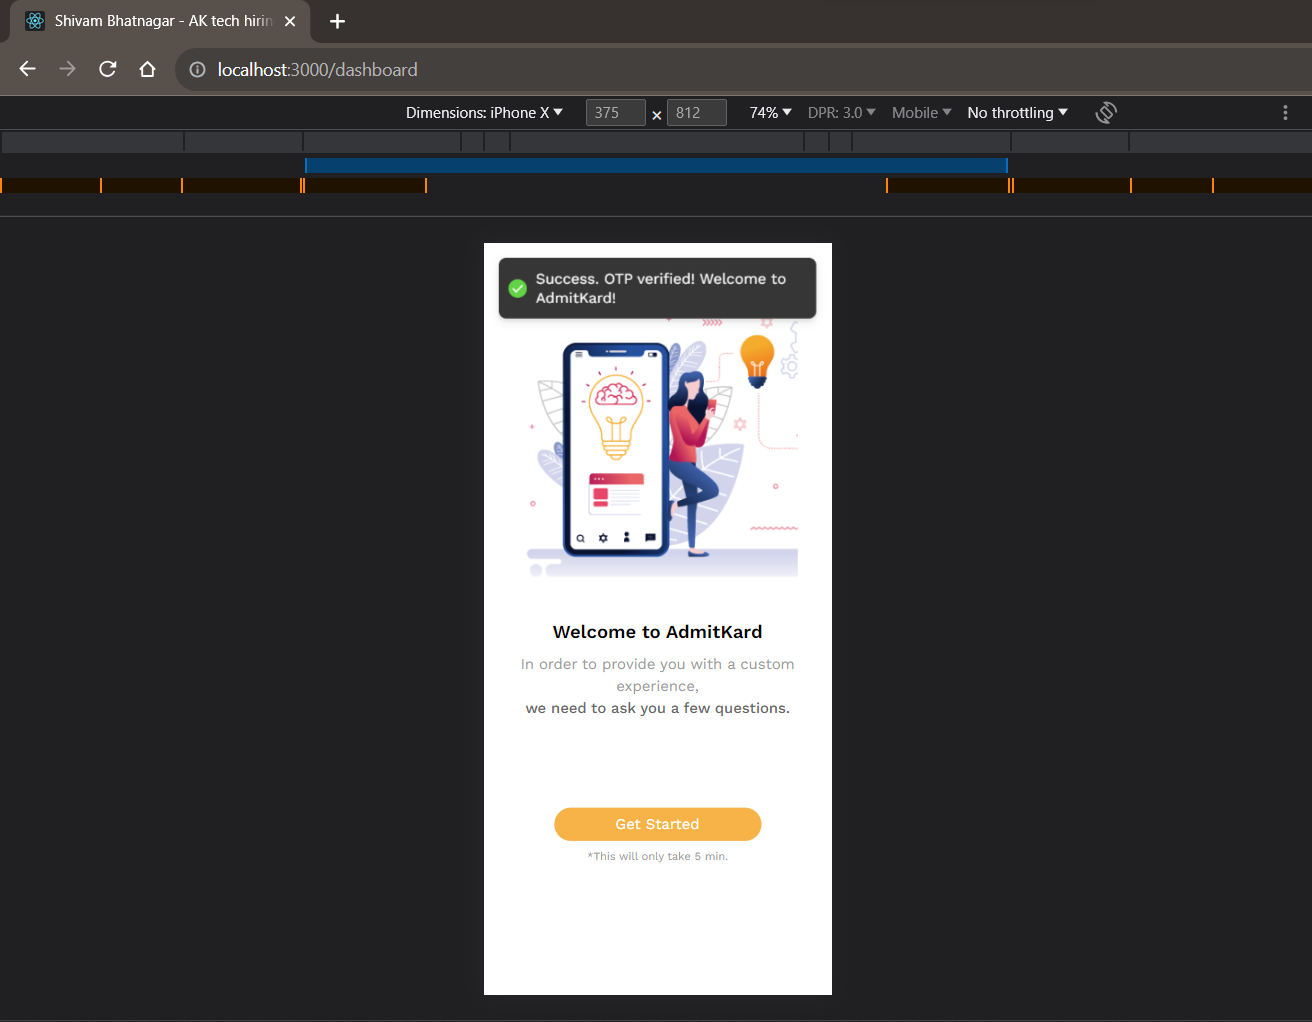 Shivam Bhatnagar - AK tech hirin
localhost:3000/dashboard
Dimensions: iPhone X 375 × 812 74% DPR: 3.0 Mobile No throttling
Success. OTP verified! Welcome to
AdmitKard!
Welcome to AdmitKard
In order to provide you with a custom
experience,
we need to ask you a few questions.
Get Started
*This will only take 5 min.